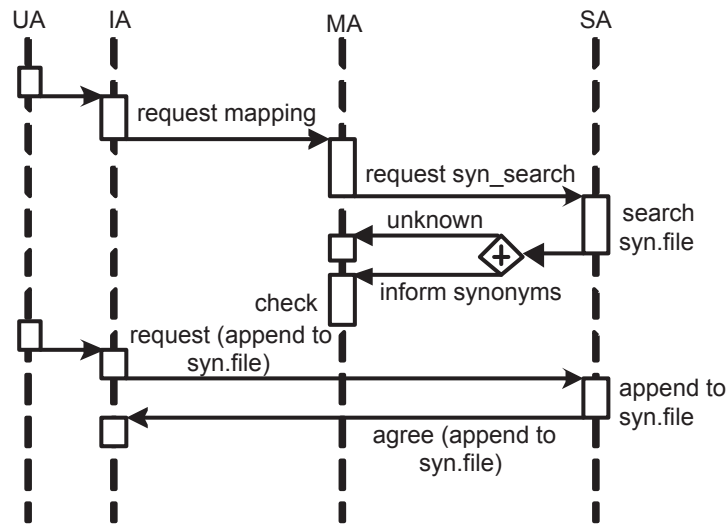 UA
IA
MA
SA
request mapping
request syn_search
unknown
search
syn.file
inform synonyms
check
request (append to
syn.file)
append to
syn.file
agree (append to
syn.file)